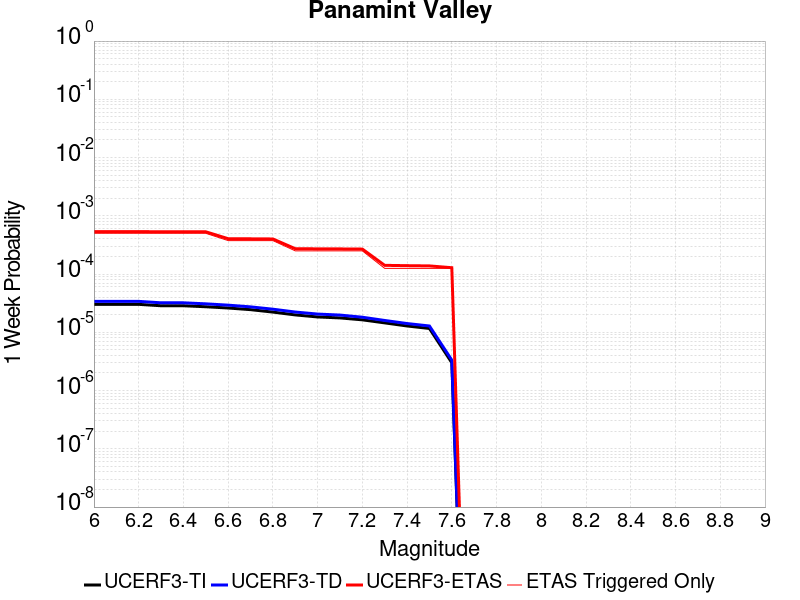 Panamint Valley
10^0
10^-1
10^-2
10^-3
10^-4
10^-5
10^-6
10^-7
10^-8
1 Week Probability
6 6.2 6.4 6.6 6.8 7 7.2 7.4 7.6 7.8 8 8.2 8.4 8.6 8.8 9
Magnitude
UCERF3-TI UCERF3-TD UCERF3-ETAS ETAS Triggered Only